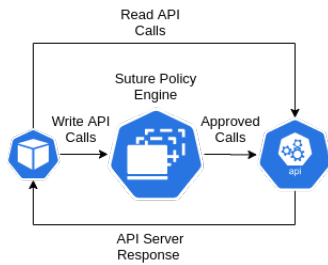 Read API
Calls
Suture Policy
Engine
Write API
Calls
Approved
Calls
api
API Server
Response